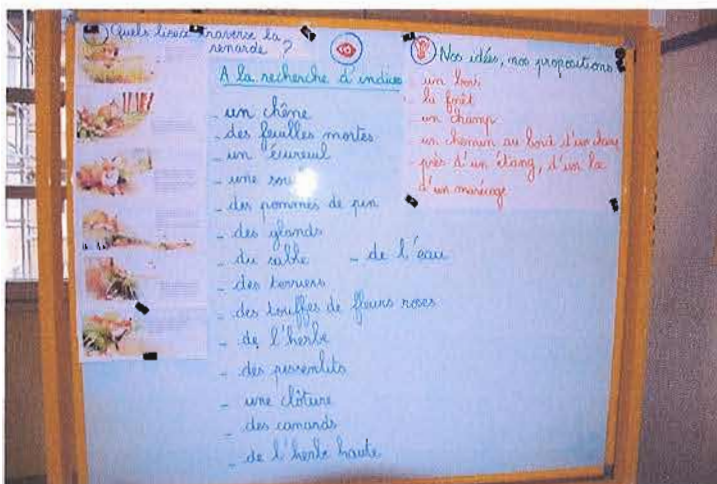 Quels lieux traverse la
renarde ?
A la recherche d'indices
- un chêne
- des feuilles mortes
- un écureuil
- une
- des pommes de pin
- des glands
- du sable - de l'eau
- des terriers
- des touffes de fleurs roses
- de l'herbe
- des pissenlits
- une clôture
- des canards
- de l'herbe haute
Nos idées, nos propositions
- un bois
- la forêt
- un champ
- un chemin au bord d'un champ
- près d'un étang, d'un lac
d'un marécage